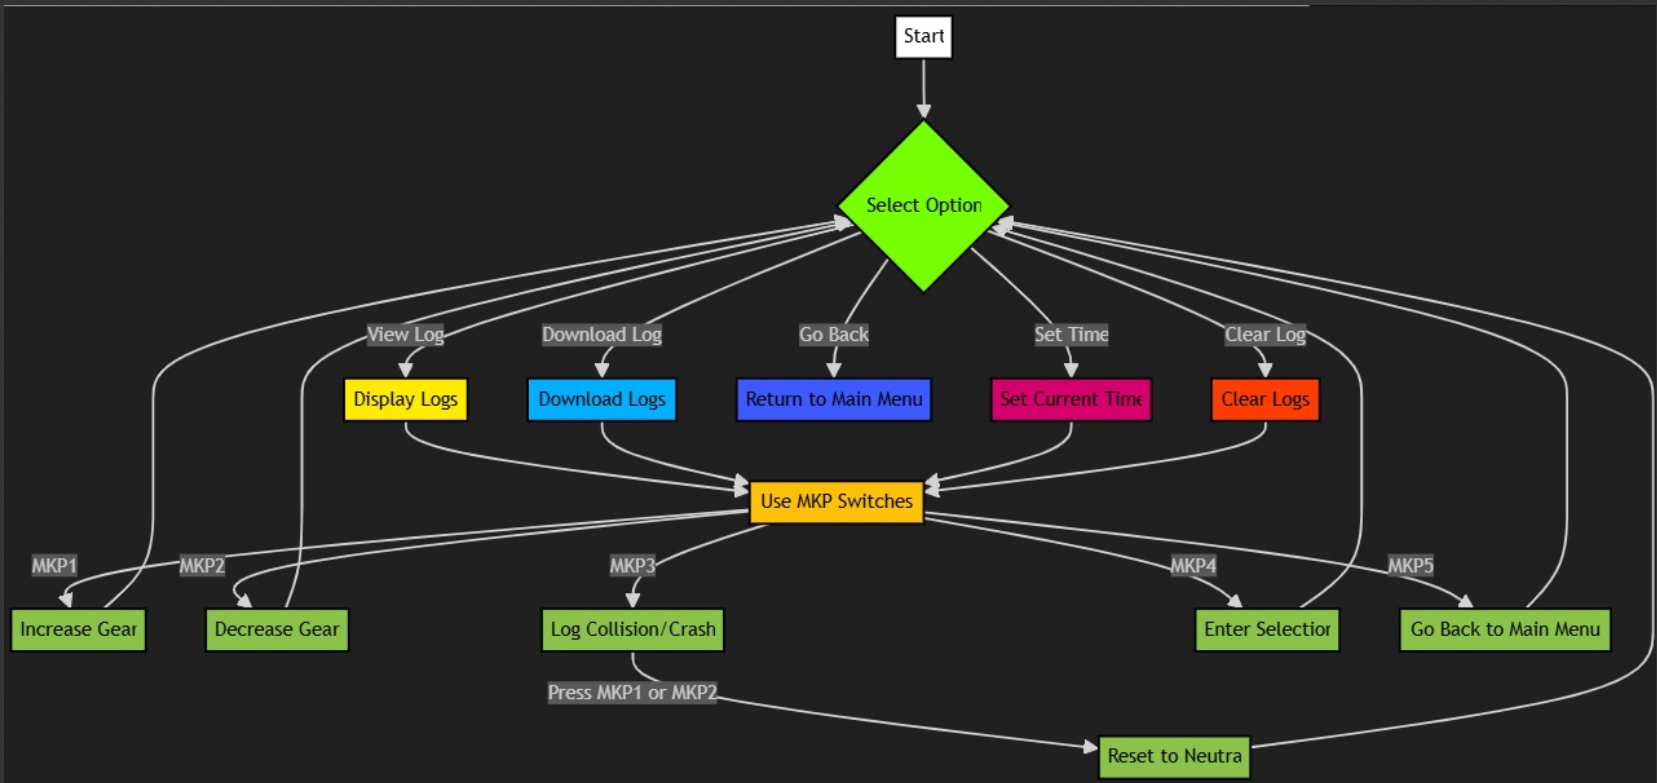 Start
Select Option
View Log
Download Log
Go Back
Set Time
Clear Log
Display Logs
Download Logs
Return to Main Menu
Set Current Time
Clear Logs
Use MKP Switches
MKP1
MKP2
MKP3
MKP4
MKP5
Increase Gear
Decrease Gear
Log Collision/Crash
Enter Selection
Go Back to Main Menu
Press MKP1 or MKP2
Reset to Neutra